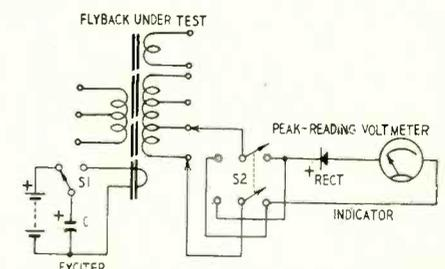 FLYBACK UNDER TEST
PEAK-READING VOLTMETER
+
S1
+
C
S2
+
RECT
INDICATOR
EXCITER